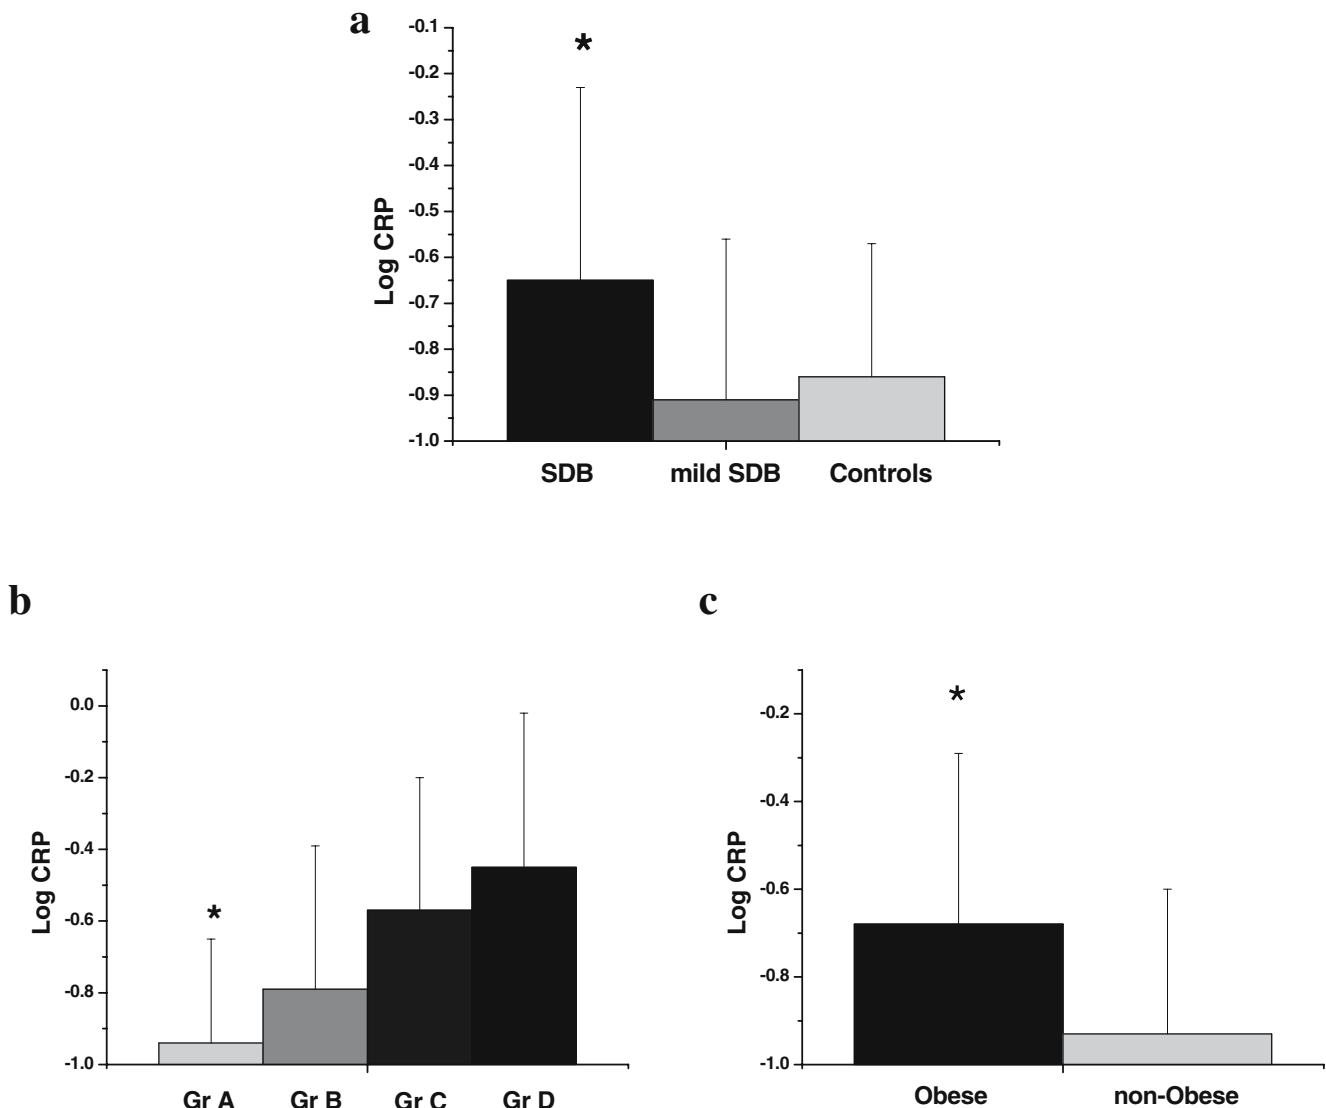 a
*
-0.1
-0.2
-0.3
-0.4
-0.5
-0.6
-0.7
-0.8
-0.9
-1.0
Log CRP
SDB mild SDB Controls
b
0.0
-0.2
-0.4
-0.6
-0.8
-1.0
Log CRP
*
Gr A Gr B Gr C Gr D
c
-0.2
-0.4
-0.6
-0.8
-1.0
Log CRP
*
Obese non-Obese